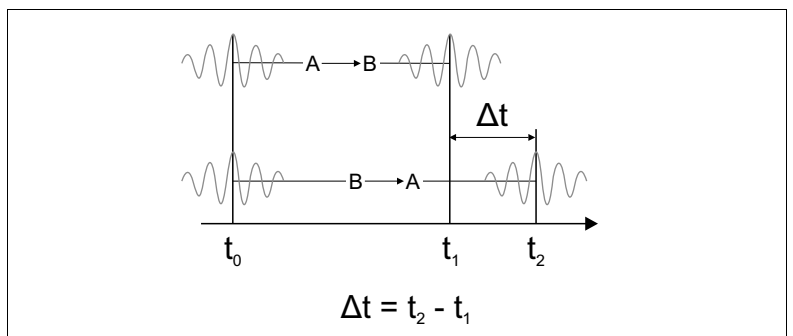 A → B
Δt
B → A
t₀ t₁ t₂
Δt = t₂ - t₁